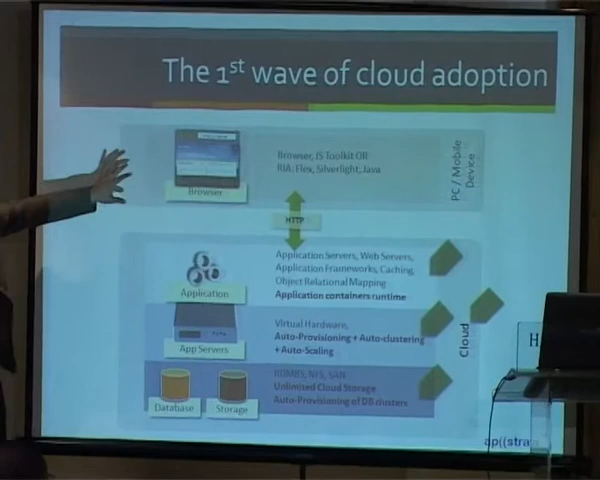 The 1st wave of cloud adoption
Browser, JS Toolkit OR
RIA: Flex, Silverlight, Java
PC / Mobile
Device
Browser
HTTP
Application Servers, Web Servers,
Application Frameworks, Caching,
Object Relational Mapping
Application containers runtime
Application
Virtual Hardware,
Auto-Provisioning + Auto-clustering
+ Auto-Scaling
App Servers
Cloud
RDMBS, NFS, SAN
Unlimited Cloud Storage
Auto-Provisioning of DB clusters
Database
Storage
H